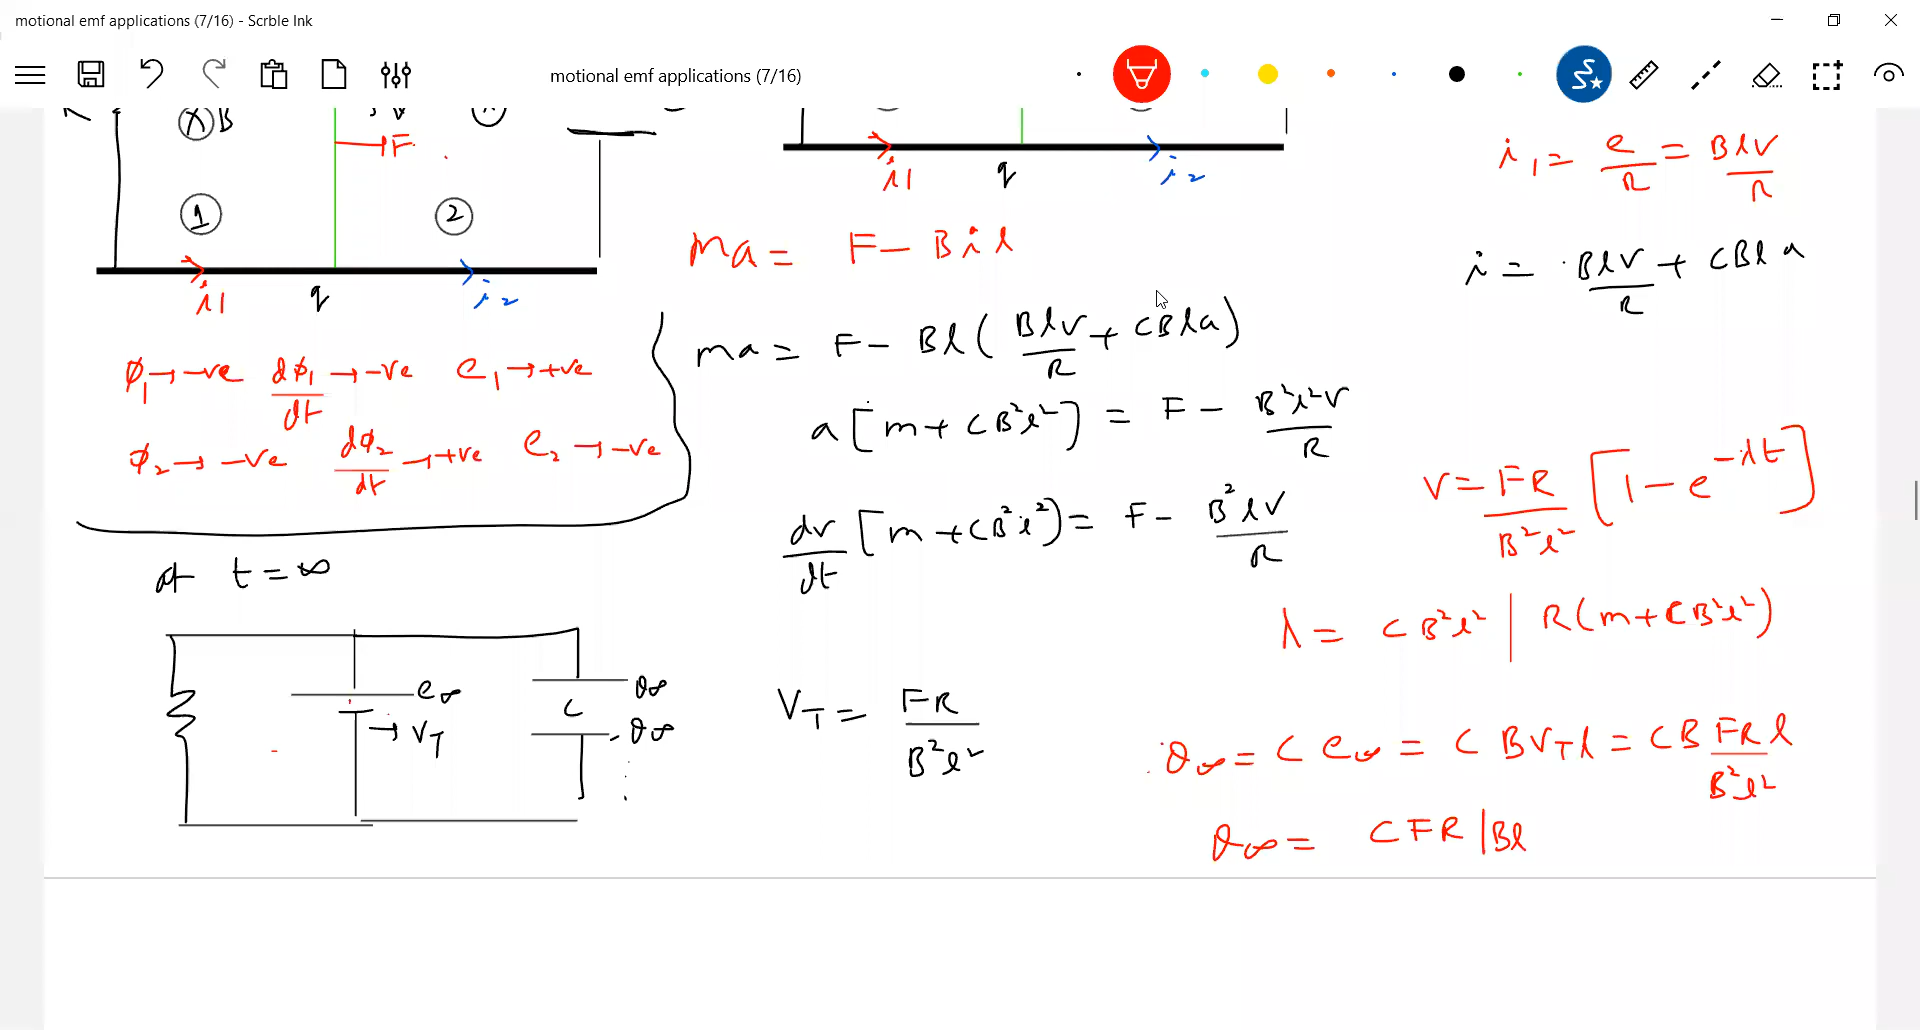 motional emf applications (7/16) - Scrble Ink
motional emf applications (7/16)
R
ⓧB
V
F
①
②
i1
q
i2
φ₁→-ve dφ₁/dt →-ve e₁→+ve
φ₂→ -ve dφ₂/dt →+ve e₂→-ve
at t=∞
e∞
→ VT
C
Q∞
-Q∞
i1
q
i2
ma = F - Bil
ma = F - Bl( Blv/R + CBla)
a[m+CB²l²] = F - B²l²v/R
dv/dt [m+CB²l²] = F - B²lv/R
VT = FR/B²l²
i1 = e/R = Blv/R
i = Blv/R + CBla
v = FR/B²l² [1-e^-λt]
λ = CB²l² | R(m+CB²l²)
Q∞ = C e∞ = C BVTl = CB FRl/B²l²
Q∞ = CFR|Bl